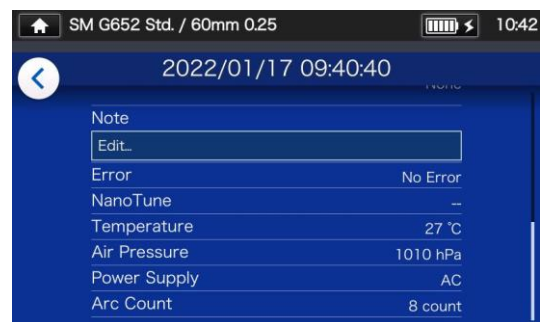 SM G652 Std. / 60mm 0.25 10:42
2022/01/17 09:40:40
None
Note
Edit...
Error No Error
NanoTune --
Temperature 27 °C
Air Pressure 1010 hPa
Power Supply AC
Arc Count 8 count